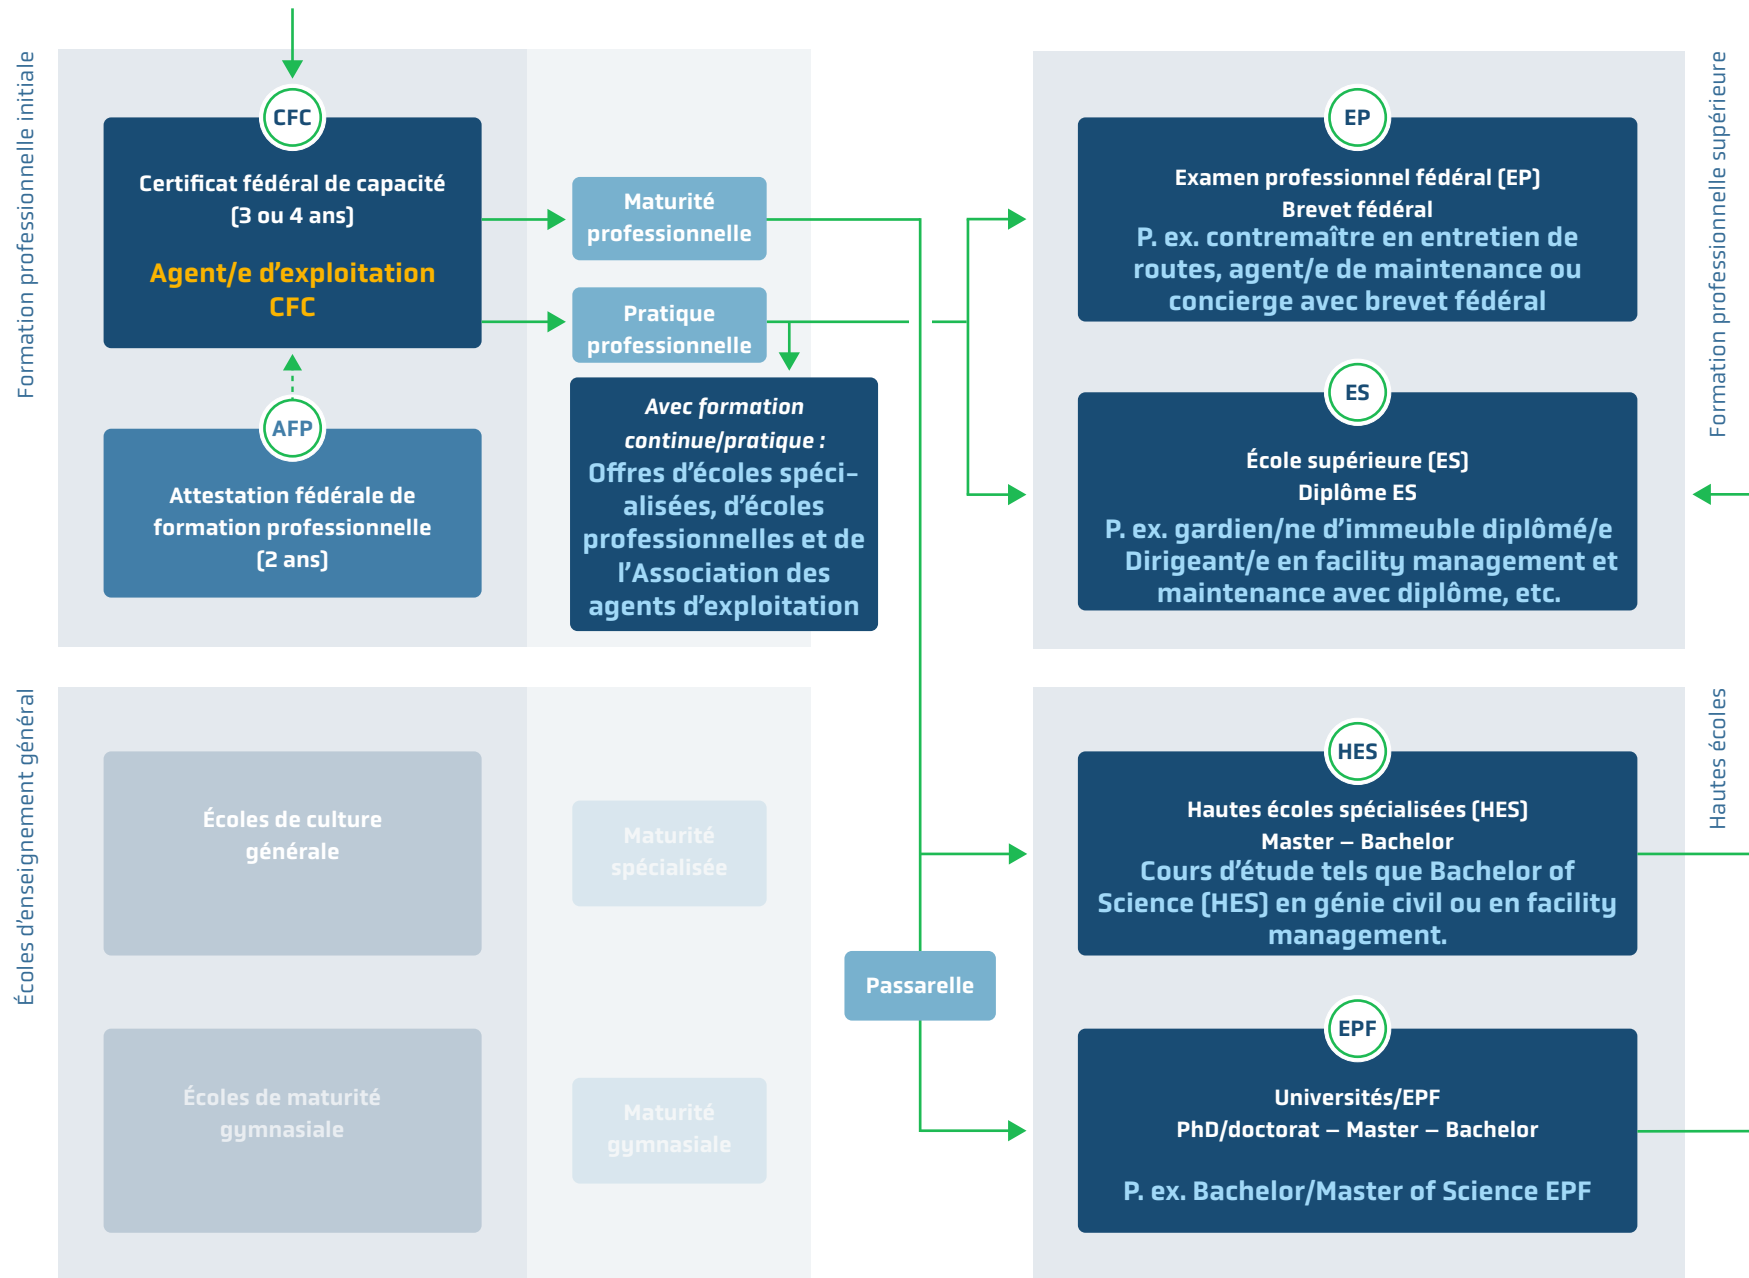 Formation professionnelle initiale
CFC
Certificat fédéral de capacité
(3 ou 4 ans)
Agent/e d’exploitation
CFC
AFP
Attestation fédérale de
formation professionnelle
(2 ans)
Maturité
professionnelle
Pratique
professionnelle
Avec formation
continue/pratique :
Offres d’écoles spéci–
alisées, d’écoles
professionnelles et de
l’Association des
agents d’exploitation
EP
Examen professionnel fédéral (EP)
Brevet fédéral
P. ex. contremaître en entretien de
routes, agent/e de maintenance ou
concierge avec brevet fédéral
ES
École supérieure (ES)
Diplôme ES
P. ex. gardien/ne d’immeuble diplômé/e
Dirigeant/e en facility management et
maintenance avec diplôme, etc.
Formation professionnelle supérieure
Écoles d’enseignement général
Écoles de culture
générale
Maturité
spécialisée
Écoles de maturité
gymnasiale
Maturité
gymnasiale
Passarelle
HES
Hautes écoles spécialisées (HES)
Master – Bachelor
Cours d’étude tels que Bachelor of
Science (HES) en génie civil ou en facility
management.
EPF
Universités/EPF
PhD/doctorat – Master – Bachelor
P. ex. Bachelor/Master of Science EPF
Hautes écoles